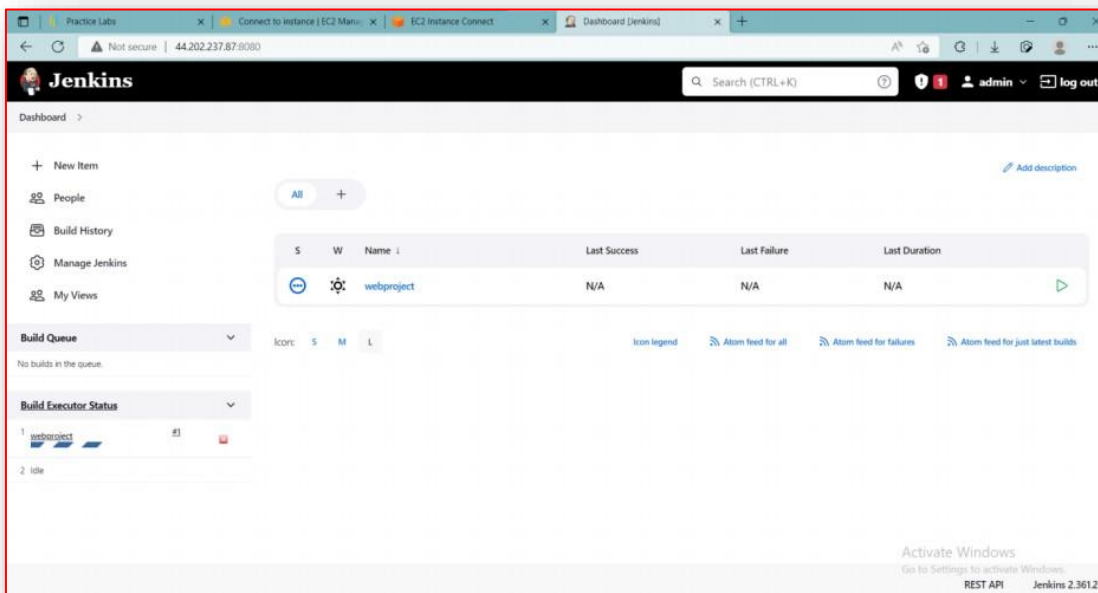 Practice Labs
Connect to instance | EC2 Manag
EC2 Instance Connect
Dashboard [Jenkins]
Not secure | 44.202.237.87:8080
Jenkins
Search (CTRL+K)
1
admin
log out
Dashboard
New Item
People
Build History
Manage Jenkins
My Views
Add description
All +
S W Name ↓ Last Success Last Failure Last Duration
webproject N/A N/A N/A
Icon: S M L
Icon legend
Atom feed for all
Atom feed for failures
Atom feed for just latest builds
Build Queue
No builds in the queue.
Build Executor Status
1 webproject #1
2 Idle
Activate Windows
Go to Settings to activate Windows.
REST API Jenkins 2.361.2